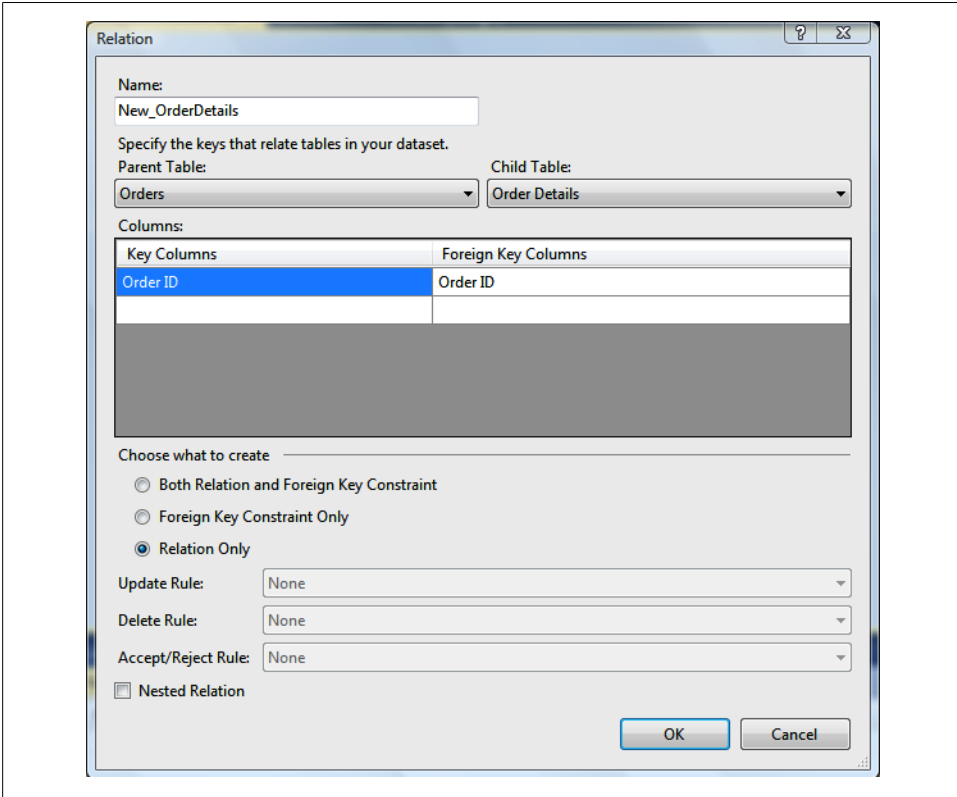 Relation
Name:
New_OrderDetails
Specify the keys that relate tables in your dataset.
Parent Table: Child Table:
Orders Order Details
Columns:
Key Columns Foreign Key Columns
Order ID Order ID
Choose what to create
Both Relation and Foreign Key Constraint
Foreign Key Constraint Only
Relation Only
Update Rule: None
Delete Rule: None
Accept/Reject Rule: None
Nested Relation
OK Cancel